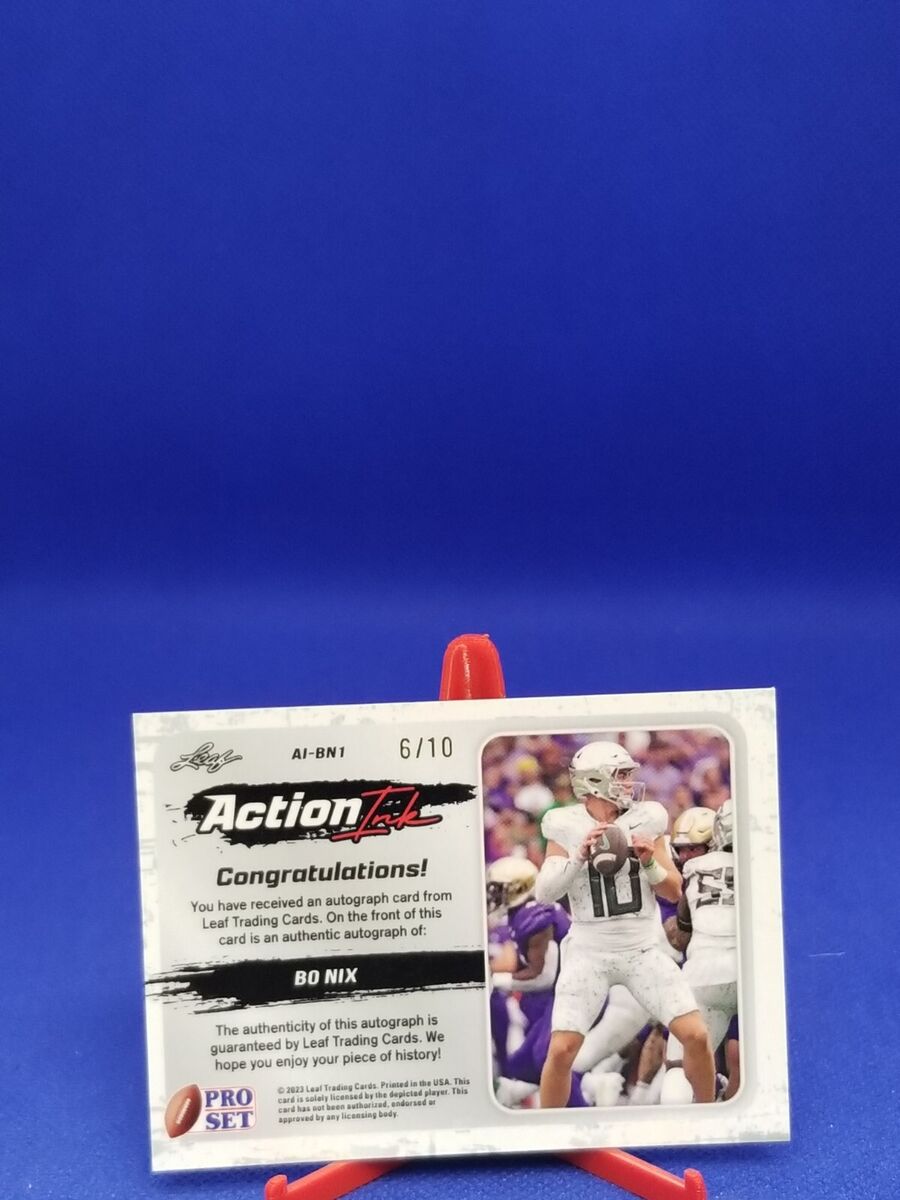 Leaf AI-BN1 6/10
Action Ink
Congratulations!
You have received an autograph card from
Leaf Trading Cards. On the front of this
card is an authentic autograph of:
BO NIX
The authenticity of this autograph is
guaranteed by Leaf Trading Cards. We
hope you enjoy your piece of history!
© 2023 Leaf Trading Cards. Printed in the USA. This
card is solely licensed by the depicted player. This
card has not been authorized, endorsed or
approved by any licensing body.
PRO
SET
10